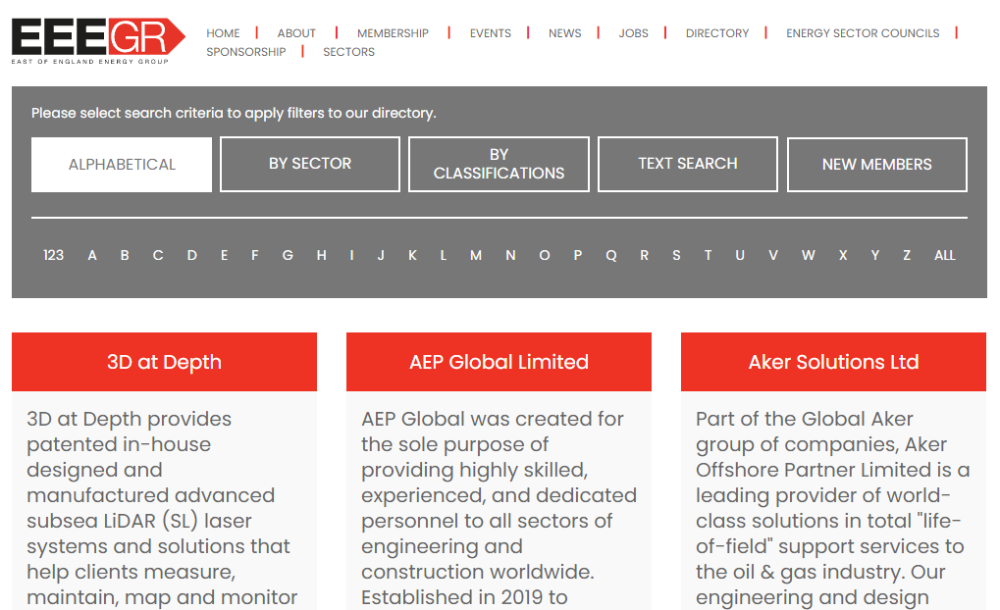 EEEGR
EAST OF ENGLAND ENERGY GROUP
HOME | ABOUT | MEMBERSHIP | EVENTS | NEWS | JOBS | DIRECTORY | ENERGY SECTOR COUNCILS |
SPONSORSHIP | SECTORS
Please select search criteria to apply filters to our directory.
ALPHABETICAL
BY SECTOR
BY
CLASSIFICATIONS
TEXT SEARCH
NEW MEMBERS
123 A B C D E F G H I J K L M N O P Q R S T U V W X Y Z ALL
3D at Depth
3D at Depth provides
patented in-house
designed and
manufactured advanced
subsea LiDAR (SL) laser
systems and solutions that
help clients measure,
maintain, map and monitor
AEP Global Limited
AEP Global was created for
the sole purpose of
providing highly skilled,
experienced, and dedicated
personnel to all sectors of
engineering and
construction worldwide.
Established in 2019 to
Aker Solutions Ltd
Part of the Global Aker
group of companies, Aker
Offshore Partner Limited is a
leading provider of world-
class solutions in total "life-
of-field" support services to
the oil & gas industry. Our
engineering and design